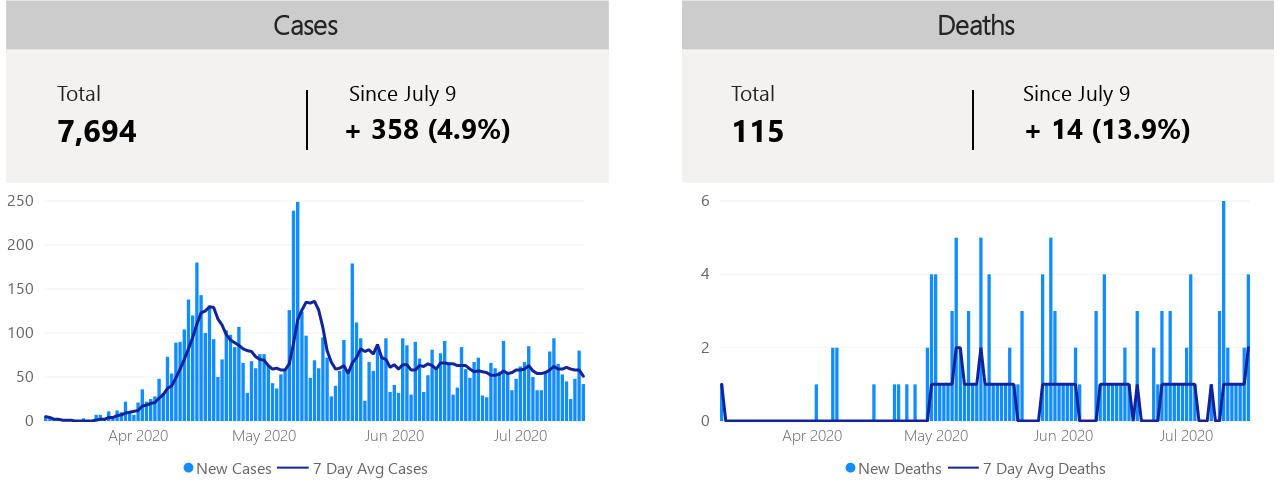 Cases
Total
7,694
Since July 9
+ 358 (4.9%)
250
200
150
100
50
0
Apr 2020 May 2020 Jun 2020 Jul 2020
New Cases 7 Day Avg Cases
Deaths
Total
115
Since July 9
+ 14 (13.9%)
6
4
2
0
Apr 2020 May 2020 Jun 2020 Jul 2020
New Deaths 7 Day Avg Deaths